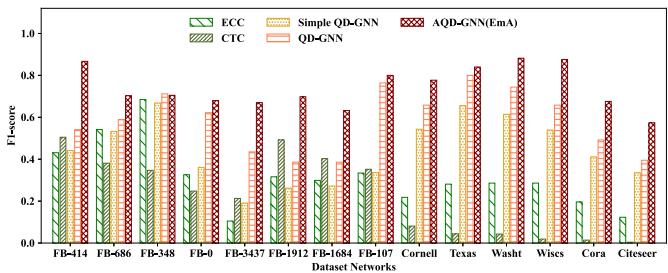 ECC
CTC
Simple QD-GNN
QD-GNN
AQD-GNN(EmA)
F1-score
1.0
0.8
0.6
0.4
0.2
0.0
FB-414 FB-686 FB-348 FB-0 FB-3437 FB-1912 FB-1684 FB-107 Cornell Texas Washt Wiscs Cora Citeseer
Dataset Networks